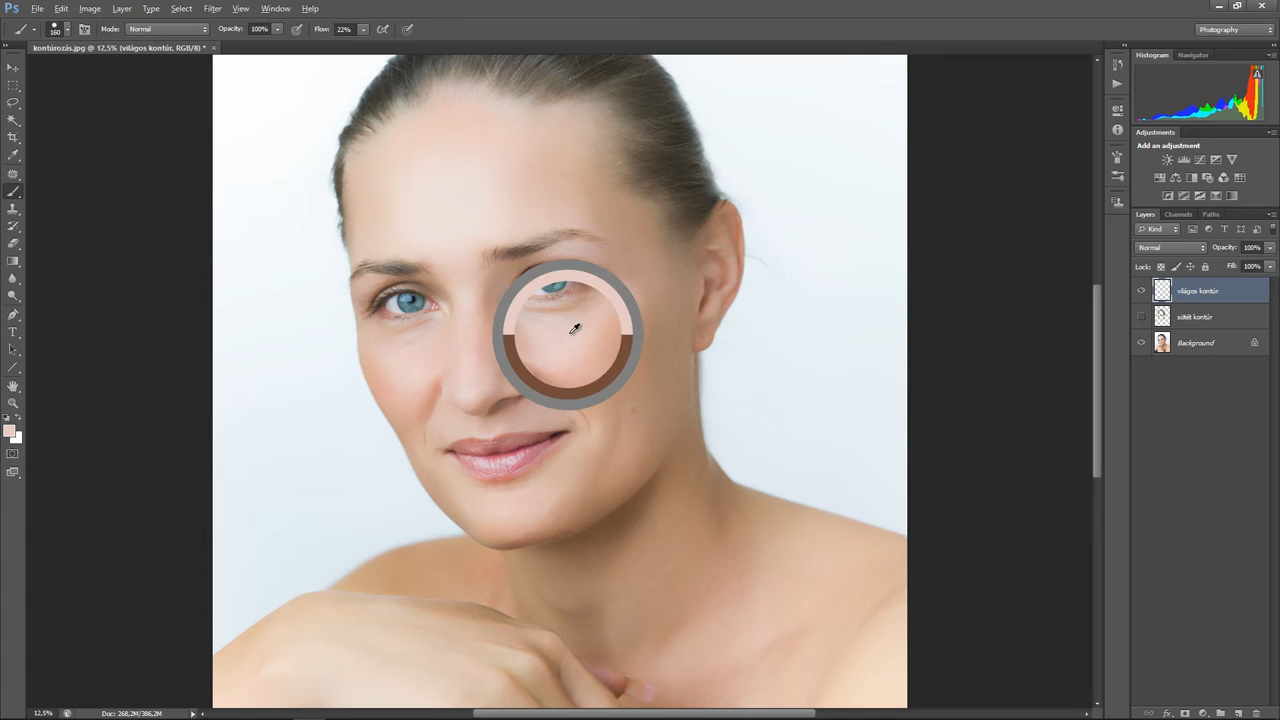 Ps File Edit Image Layer Type Select Filter View Window Help
160 Mode: Normal Opacity: 100% Flow: 22% Photography
kontúrozás.jpg @ 12,5% (világos kontúr, RGB/8) *
Histogram Navigator
Adjustments
Add an adjustment
Layers Channels Paths
Kind
Normal Opacity: 100%
Lock: Fill: 100%
világos kontúr
sötét kontúr
Background
12,5% Doc: 268,2M/386,2M